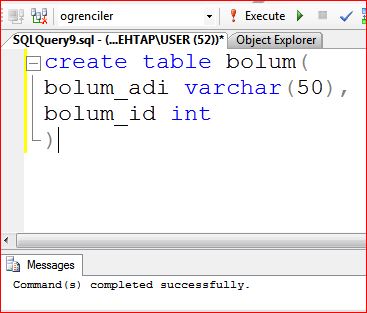 ogrenciler Execute
SQLQuery9.sql - (...EHTAP\USER (52))* Object Explorer
create table bolum(
bolum_adi varchar(50),
bolum_id int
)
Messages
Command(s) completed successfully.